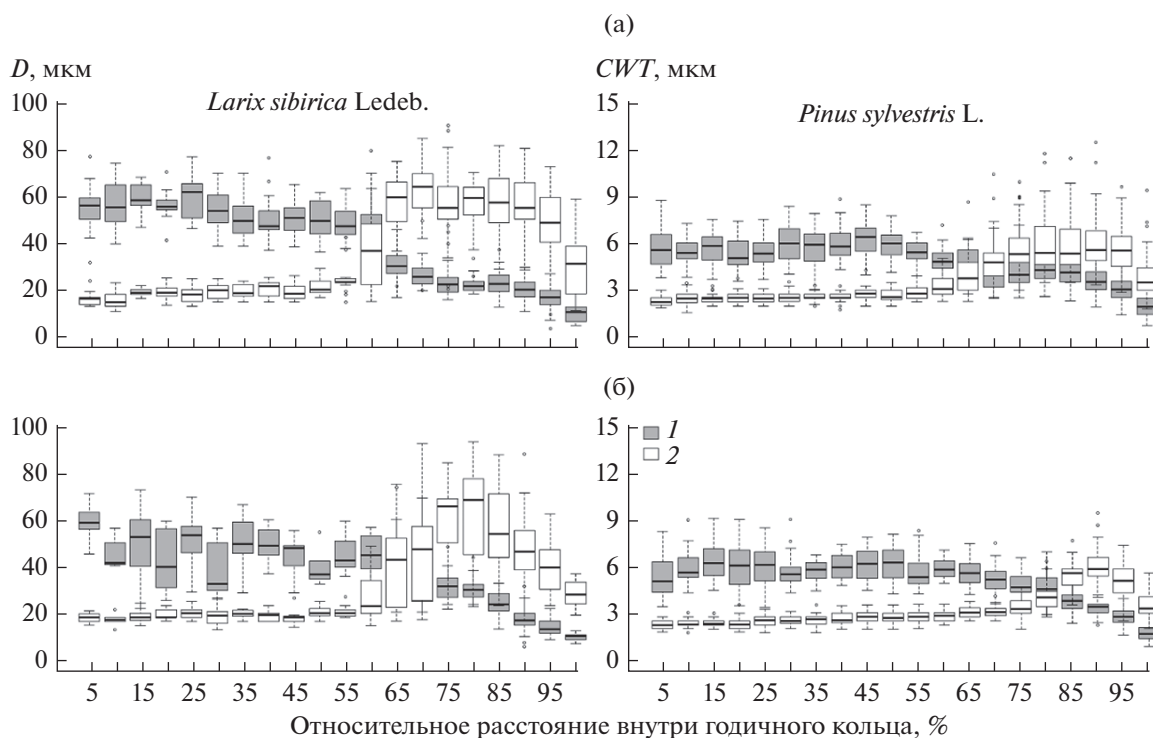 (а)
D, мкм
CWT, мкм
Larix sibirica Ledeb.
Pinus sylvestris L.
100
80
60
40
20
0
15
12
9
6
3
0
(б)
100
80
60
40
20
0
15
12
9
6
3
0
1
2
5 15 25 35 45 55 65 75 85 95
5 15 25 35 45 55 65 75 85 95
Относительное расстояние внутри годичного кольца, %